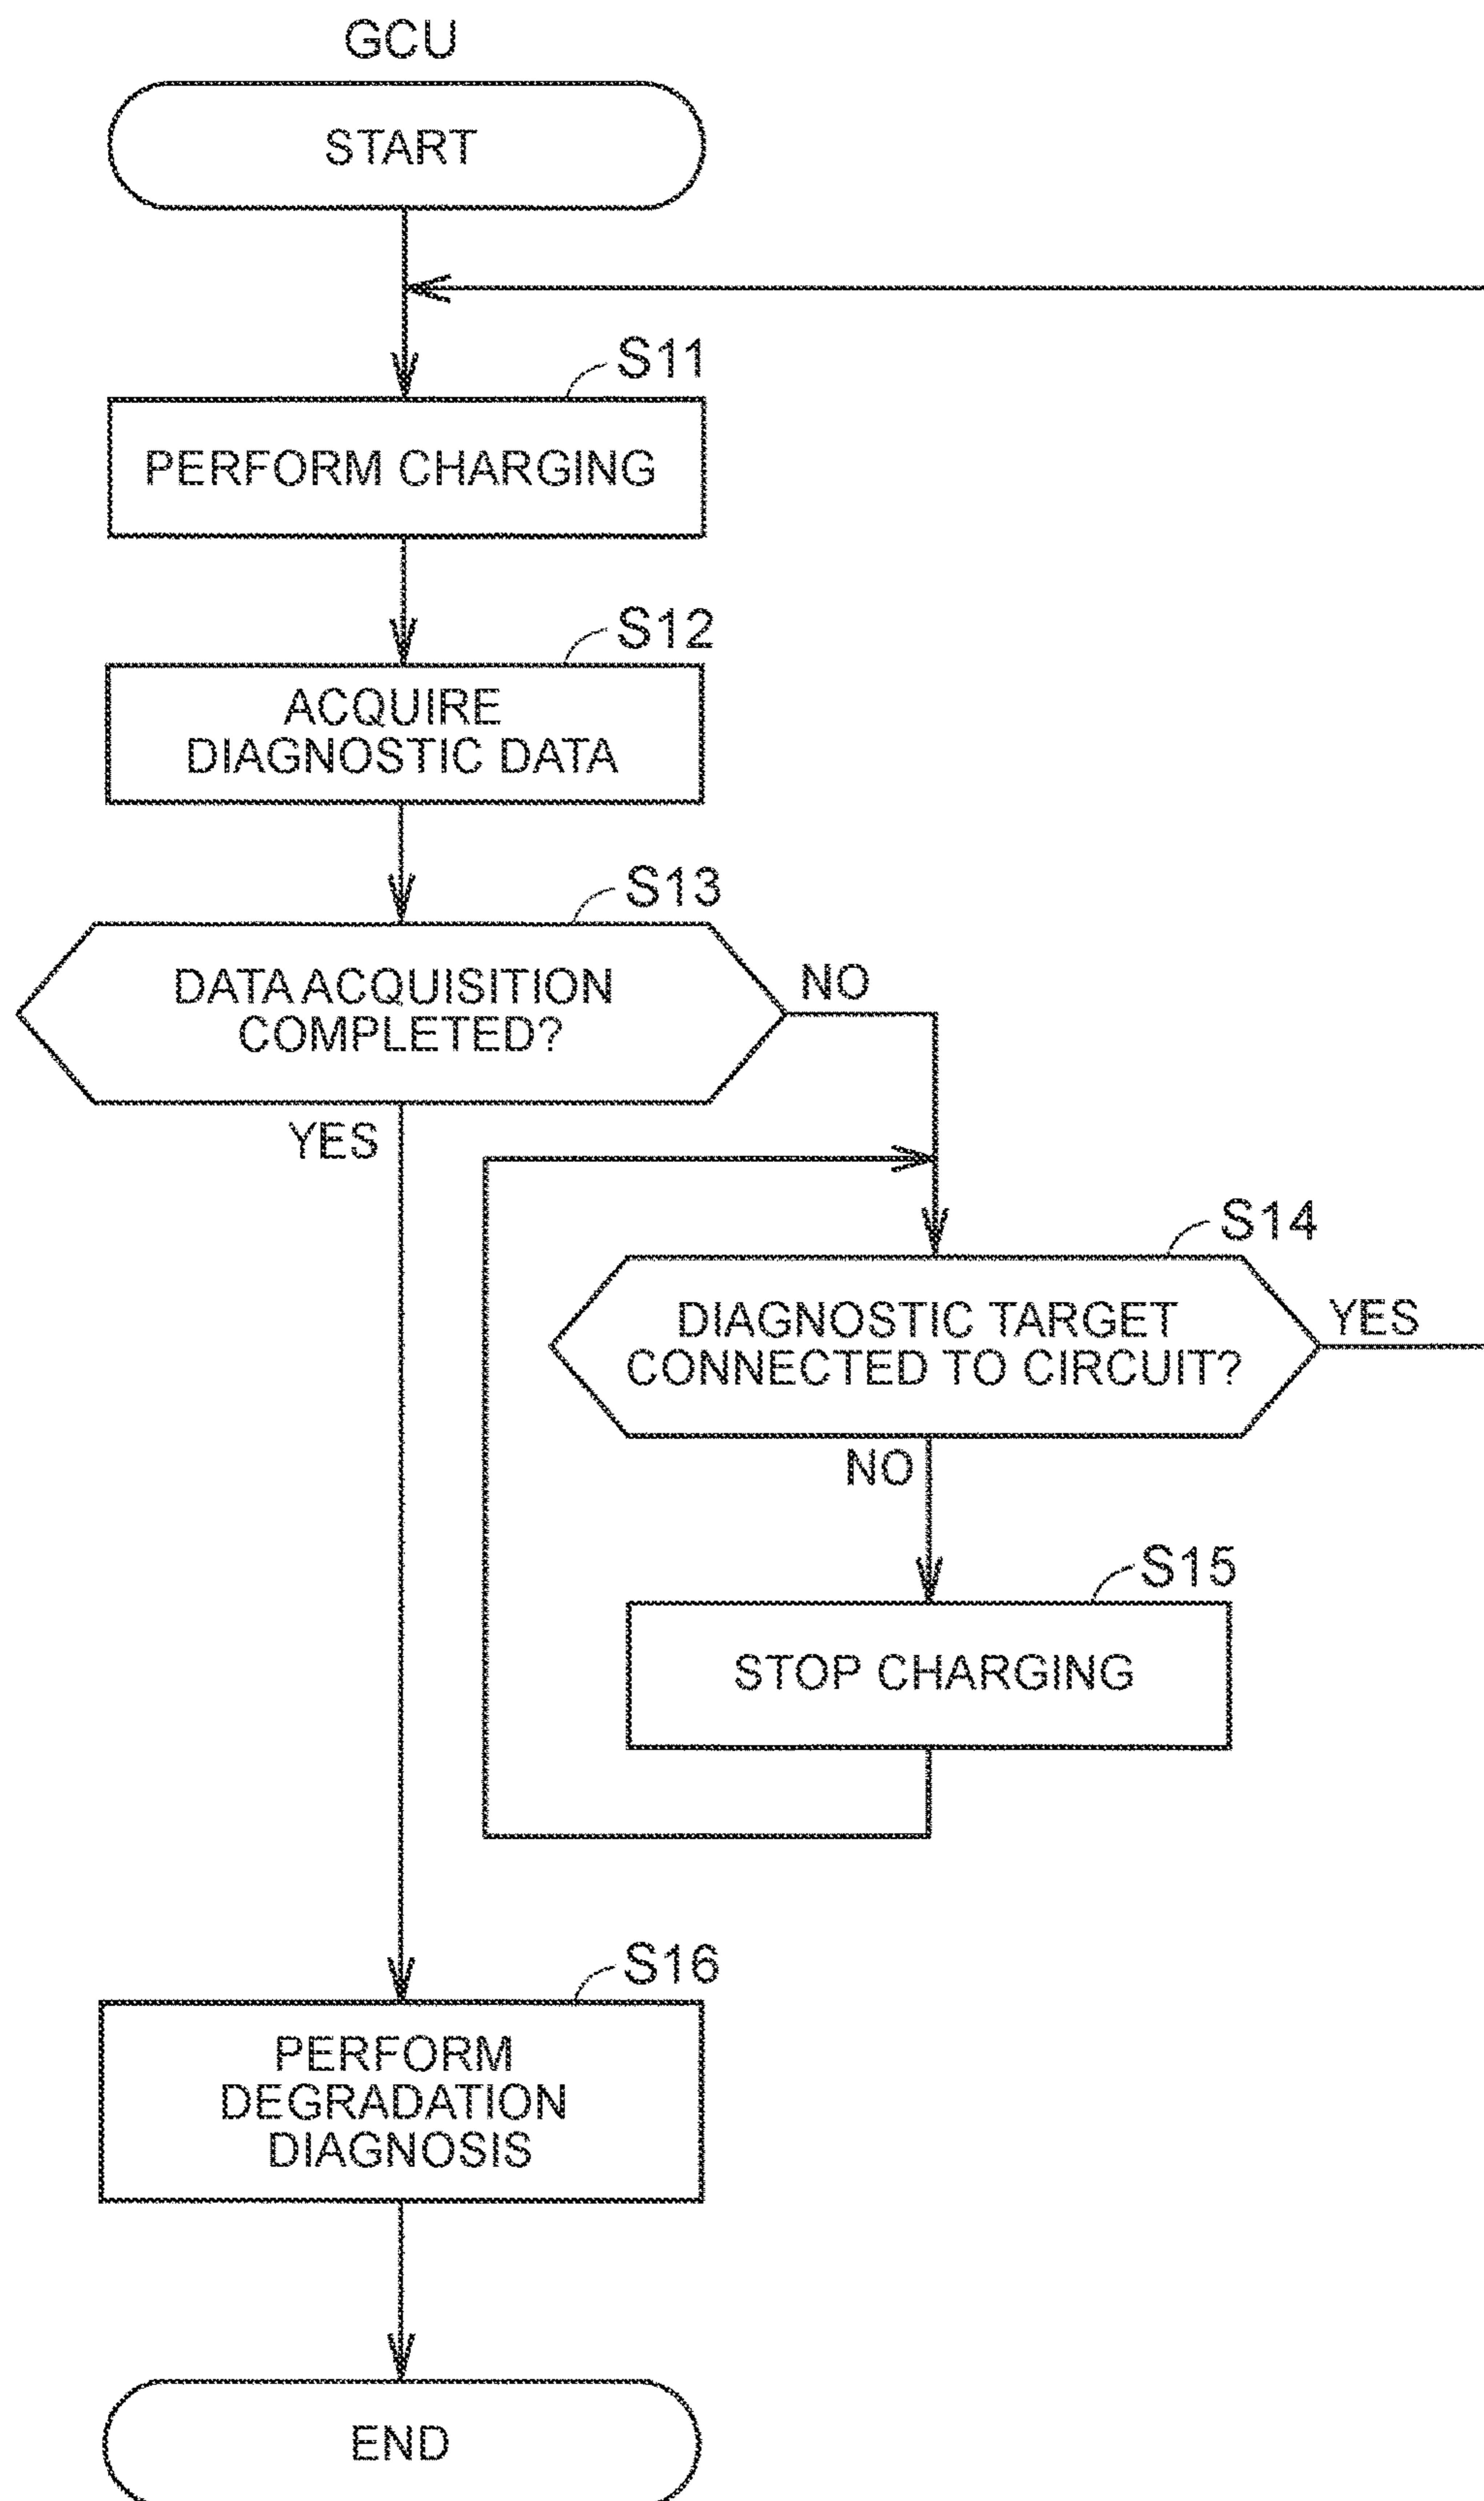 GCU
START
S11
PERFORM CHARGING
S12
ACQUIRE
DIAGNOSTIC DATA
S13
DATA ACQUISITION
COMPLETED?
NO
YES
S14
DIAGNOSTIC TARGET
CONNECTED TO CIRCUIT?
YES
NO
S15
STOP CHARGING
S16
PERFORM
DEGRADATION
DIAGNOSIS
END